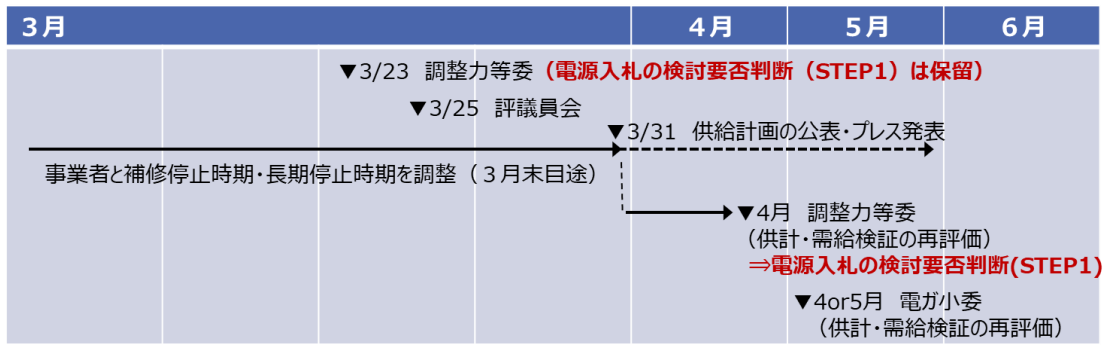 ３月 ４月 ５月 ６月
▼3/23 調整力等委（電源入札の検討要否判断（STEP1）は保留）
▼3/25 評議員会
▼3/31 供給計画の公表・プレス発表
事業者と補修停止時期・長期停止時期を調整（３月末目途）
▼4月 調整力等委
（供計・需給検証の再評価）
⇒電源入札の検討要否判断(STEP1)
▼4or5月 電ガ小委
（供計・需給検証の再評価）